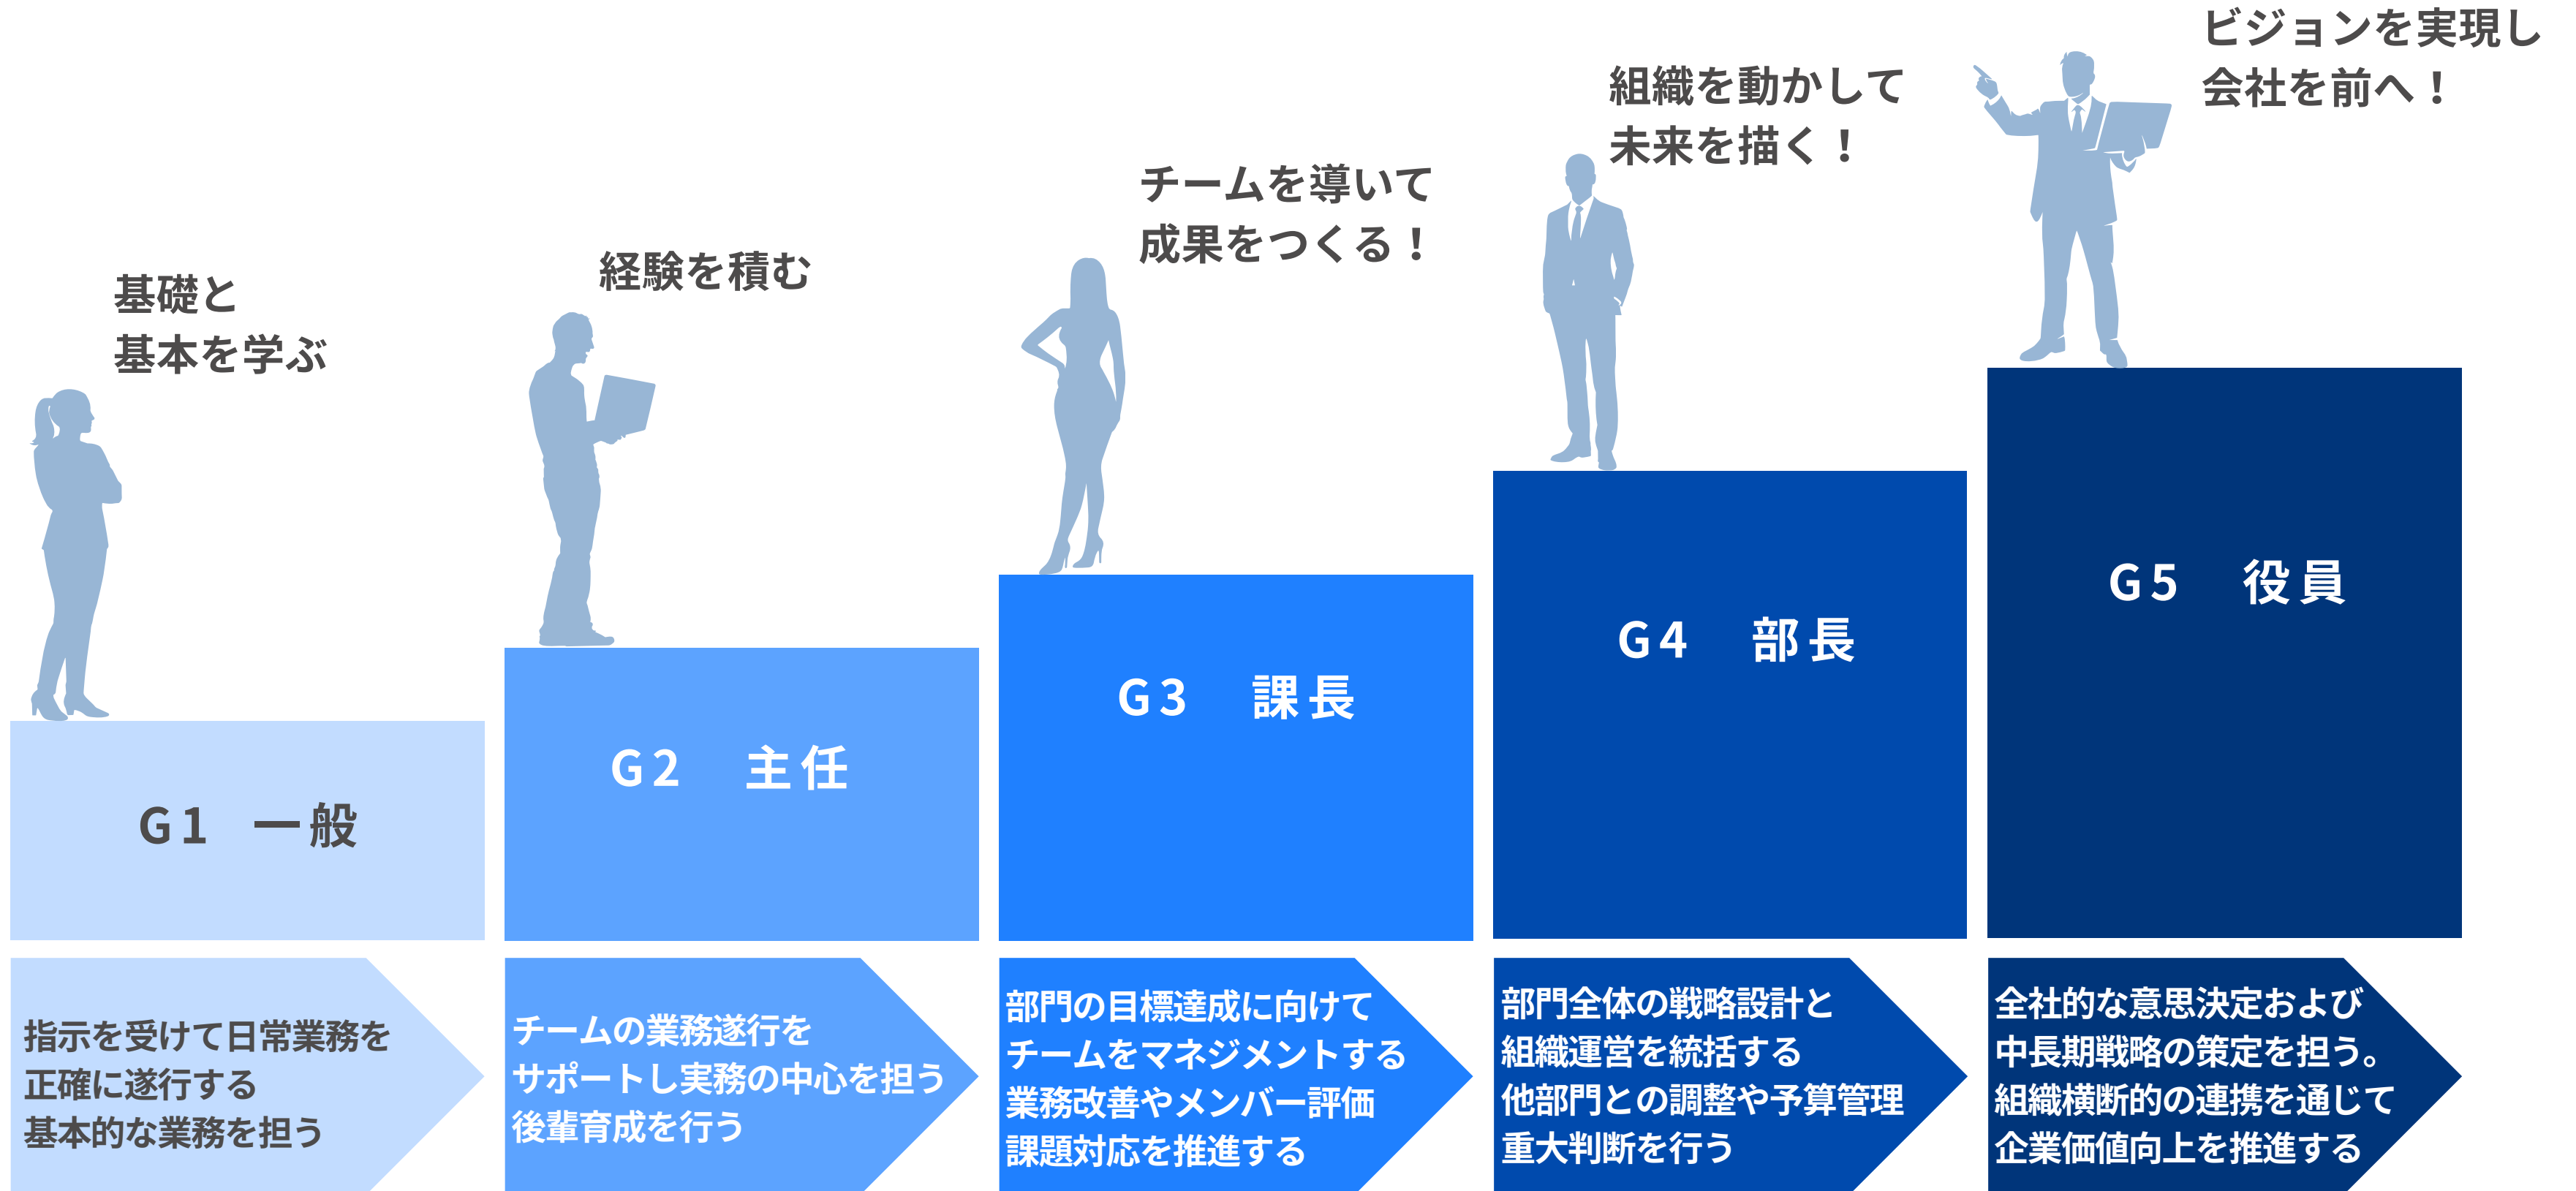 基礎と
基本を学ぶ
G1 一般
指示を受けて日常業務を
正確に遂行する
基本的な業務を担う
経験を積む
G2 主任
チームの業務遂行を
サポートし実務の中心を担う
後輩育成を行う
チームを導いて
成果をつくる！
G3 課長
部門の目標達成に向けて
チームをマネジメントする
業務改善やメンバー評価
課題対応を推進する
組織を動かして
未来を描く！
G4 部長
部門全体の戦略設計と
組織運営を統括する
他部門との調整や予算管理
重大判断を行う
ビジョンを実現し
会社を前へ！
G5 役員
全社的な意思決定および
中長期戦略の策定を担う。
組織横断的の連携を通じて
企業価値向上を推進する